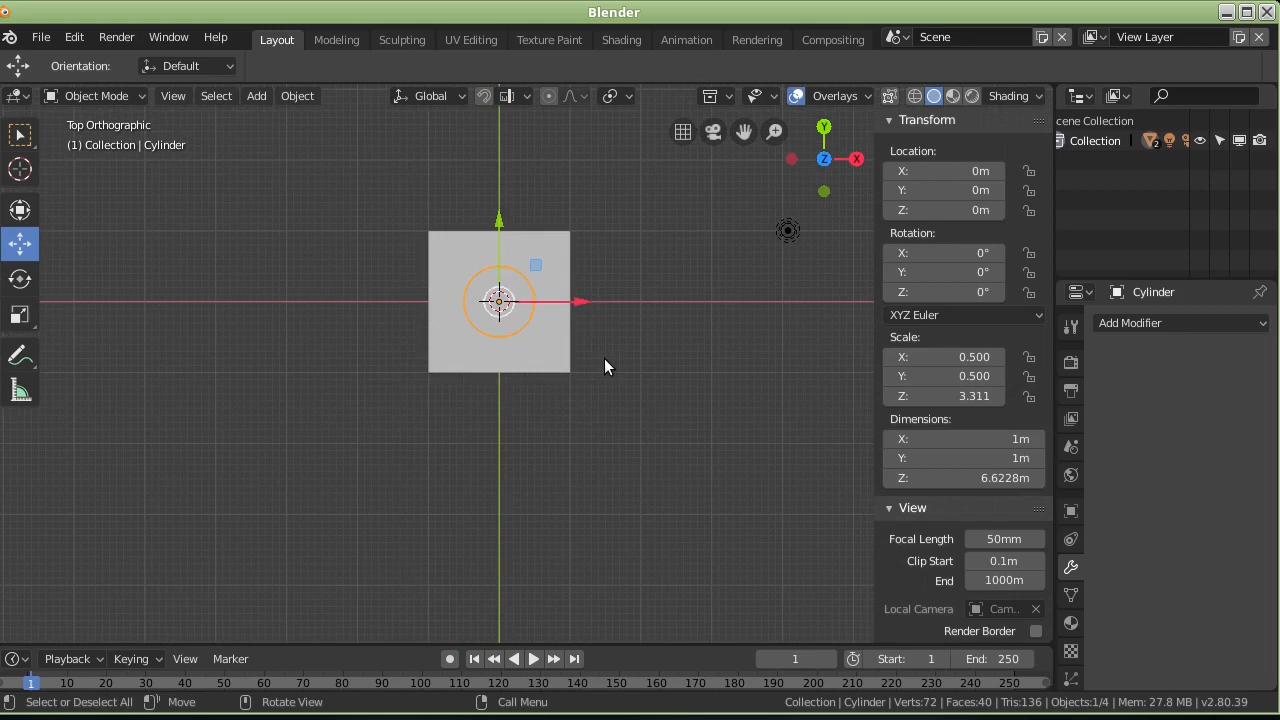 Blender
File Edit Render Window Help Layout Modeling Sculpting UV Editing Texture Paint Shading Animation Rendering Compositing Scene View Layer
Orientation: Default
Object Mode View Select Add Object Global Overlays Shading
Top Orthographic
(1) Collection | Cylinder
Y
Z
X
Transform
Location:
X: 0m
Y: 0m
Z: 0m
Rotation:
X: 0°
Y: 0°
Z: 0°
XYZ Euler
Scale:
X: 0.500
Y: 0.500
Z: 3.311
Dimensions:
X: 1m
Y: 1m
Z: 6.6228m
View
Focal Length 50mm
Clip Start 0.1m
End 1000m
Local Camera Cam..
Render Border
cene Collection
Collection 2
Cylinder
Add Modifier
Playback Keying View Marker 1 Start: 1 End: 250
1 10 20 30 40 50 60 70 80 90 100 110 120 130 140 150 160 170 180 190 200 210 220 230 240 250
Select or Deselect All Move Rotate View Call Menu Collection | Cylinder | Verts:72 | Faces:40 | Tris:136 | Objects:1/4 | Mem: 27.8 MB | v2.80.39